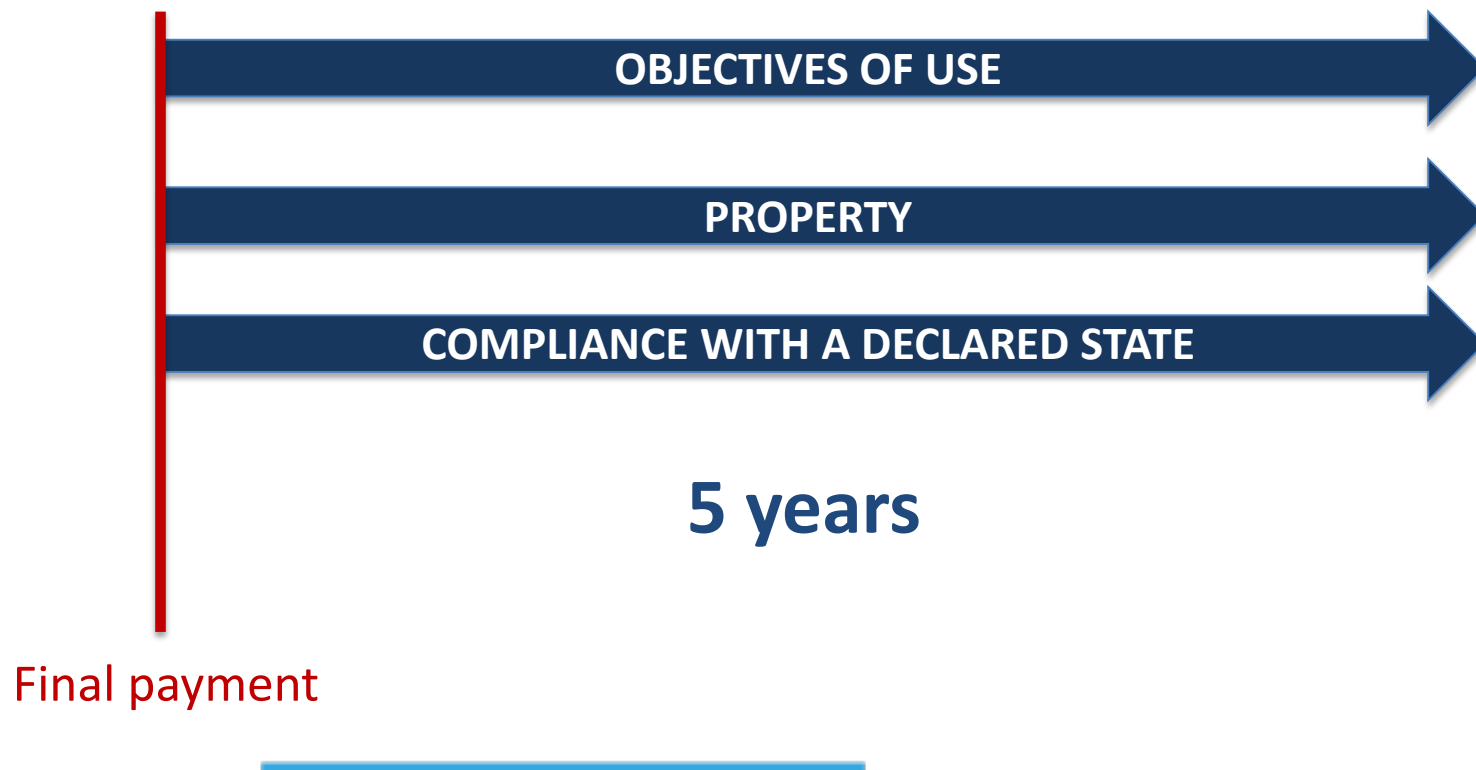 OBJECTIVES OF USE
PROPERTY
COMPLIANCE WITH A DECLARED STATE
5 years
Final payment